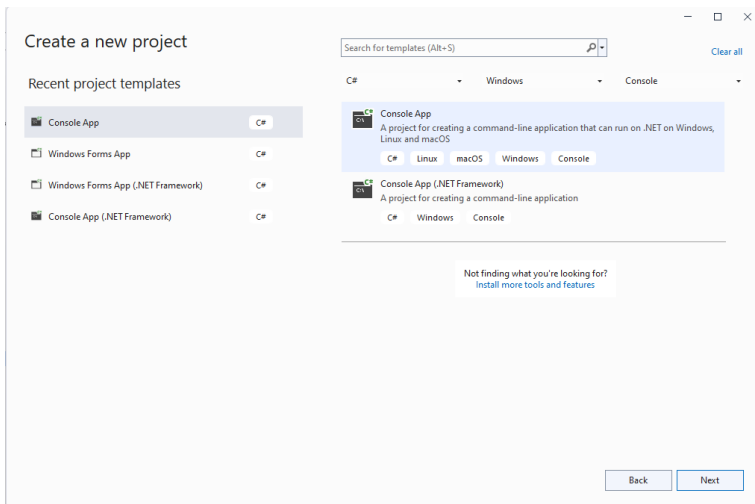 Create a new project
Search for templates (Alt+S)
Clear all
Recent project templates
C# Windows Console
Console App C#
Windows Forms App C#
Windows Forms App (.NET Framework) C#
Console App (.NET Framework) C#
Console App
A project for creating a command-line application that can run on .NET on Windows,
Linux and macOS
C# Linux macOS Windows Console
Console App (.NET Framework)
A project for creating a command-line application
C# Windows Console
Not finding what you're looking for?
Install more tools and features
Back Next